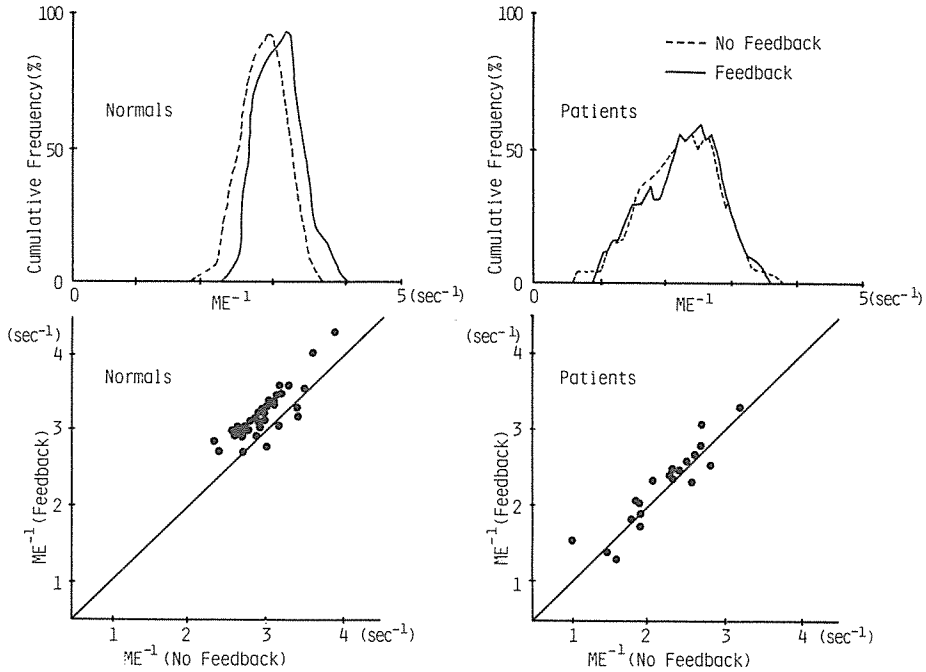 100
50
0
Cumulative Frequency(%)
Normals
0
ME⁻¹
5(sec⁻¹)
100
50
0
Cumulative Frequency(%)
Patients
No Feedback
Feedback
0
ME⁻¹
5(sec⁻¹)
(sec⁻¹)
4
3
2
1
ME⁻¹(Feedback)
Normals
1 2 3 4 (sec⁻¹)
ME⁻¹(No Feedback)
(sec⁻¹)
4
3
2
1
ME⁻¹(Feedback)
Patients
1 2 3 4 (sec⁻¹)
ME⁻¹(No Feedback)